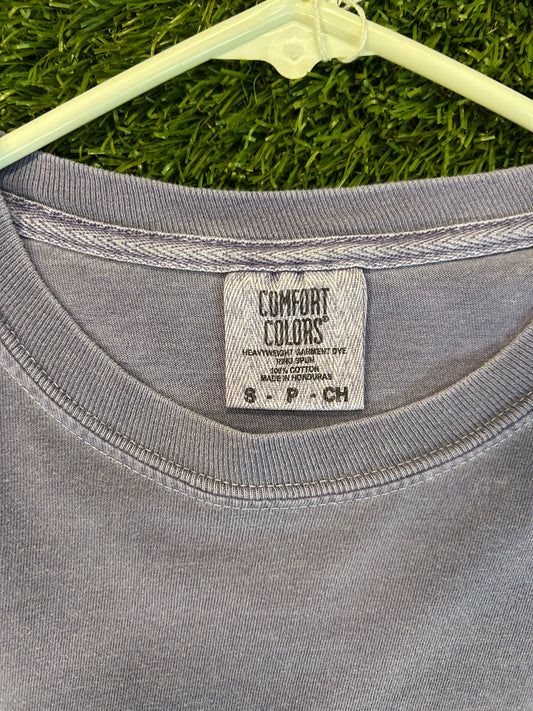 COMFORT
COLORS®
HEAVYWEIGHT GARMENT DYE
RING SPUN
100% COTTON
MADE IN HONDURAS
S - P - CH